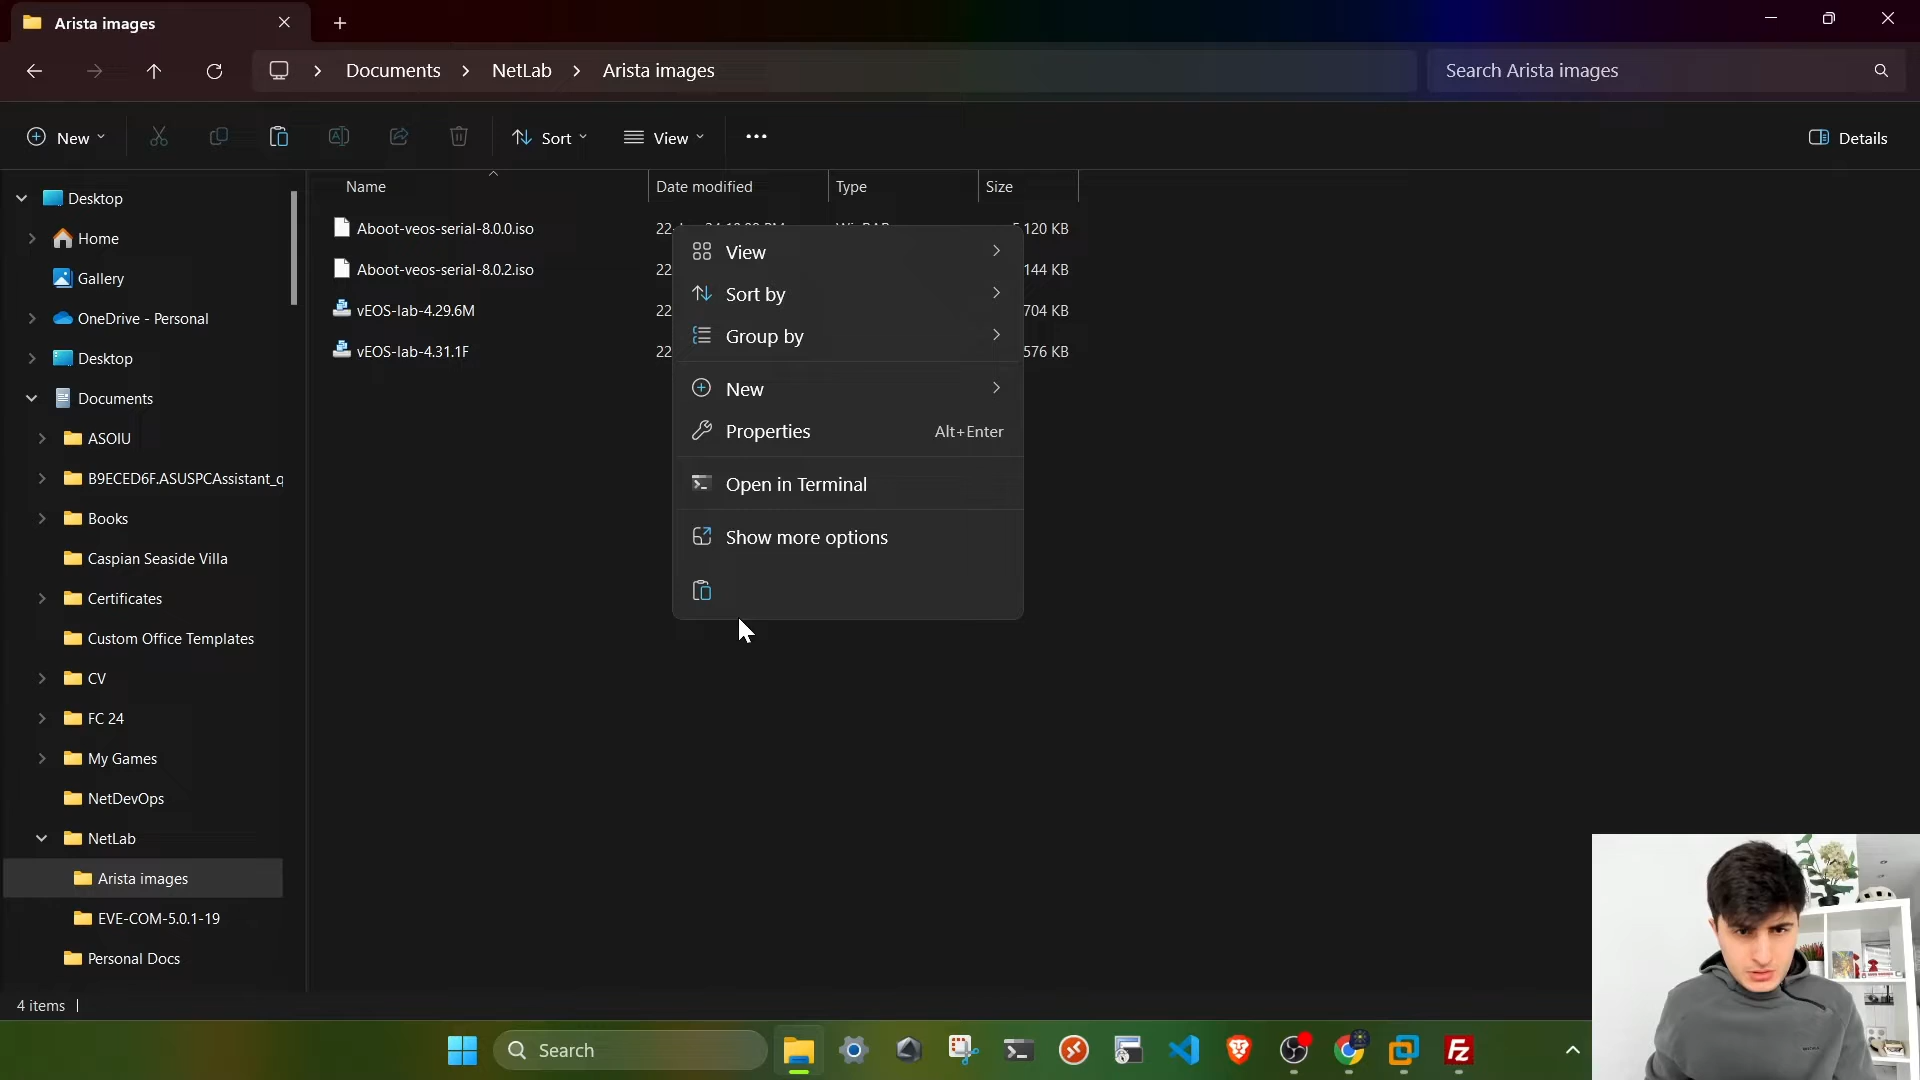 Arista images
Documents > NetLab > Arista images
Search Arista images
New
Sort
View
Details
Name
Date modified
Type
Size
Aboot-veos-serial-8.0.0.iso
120 KB
Aboot-veos-serial-8.0.2.iso
22
144 KB
vEOS-lab-4.29.6M
22
704 KB
vEOS-lab-4.31.1F
22
576 KB
View
Sort by
Group by
New
Properties Alt+Enter
Open in Terminal
Show more options
Desktop
Home
Gallery
OneDrive - Personal
Desktop
Documents
ASOIU
B9ECED6F.ASUSPCAssistant_q
Books
Caspian Seaside Villa
Certificates
Custom Office Templates
CV
FC 24
My Games
NetDevOps
NetLab
Arista images
EVE-COM-5.0.1-19
Personal Docs
4 items
Search
Fz